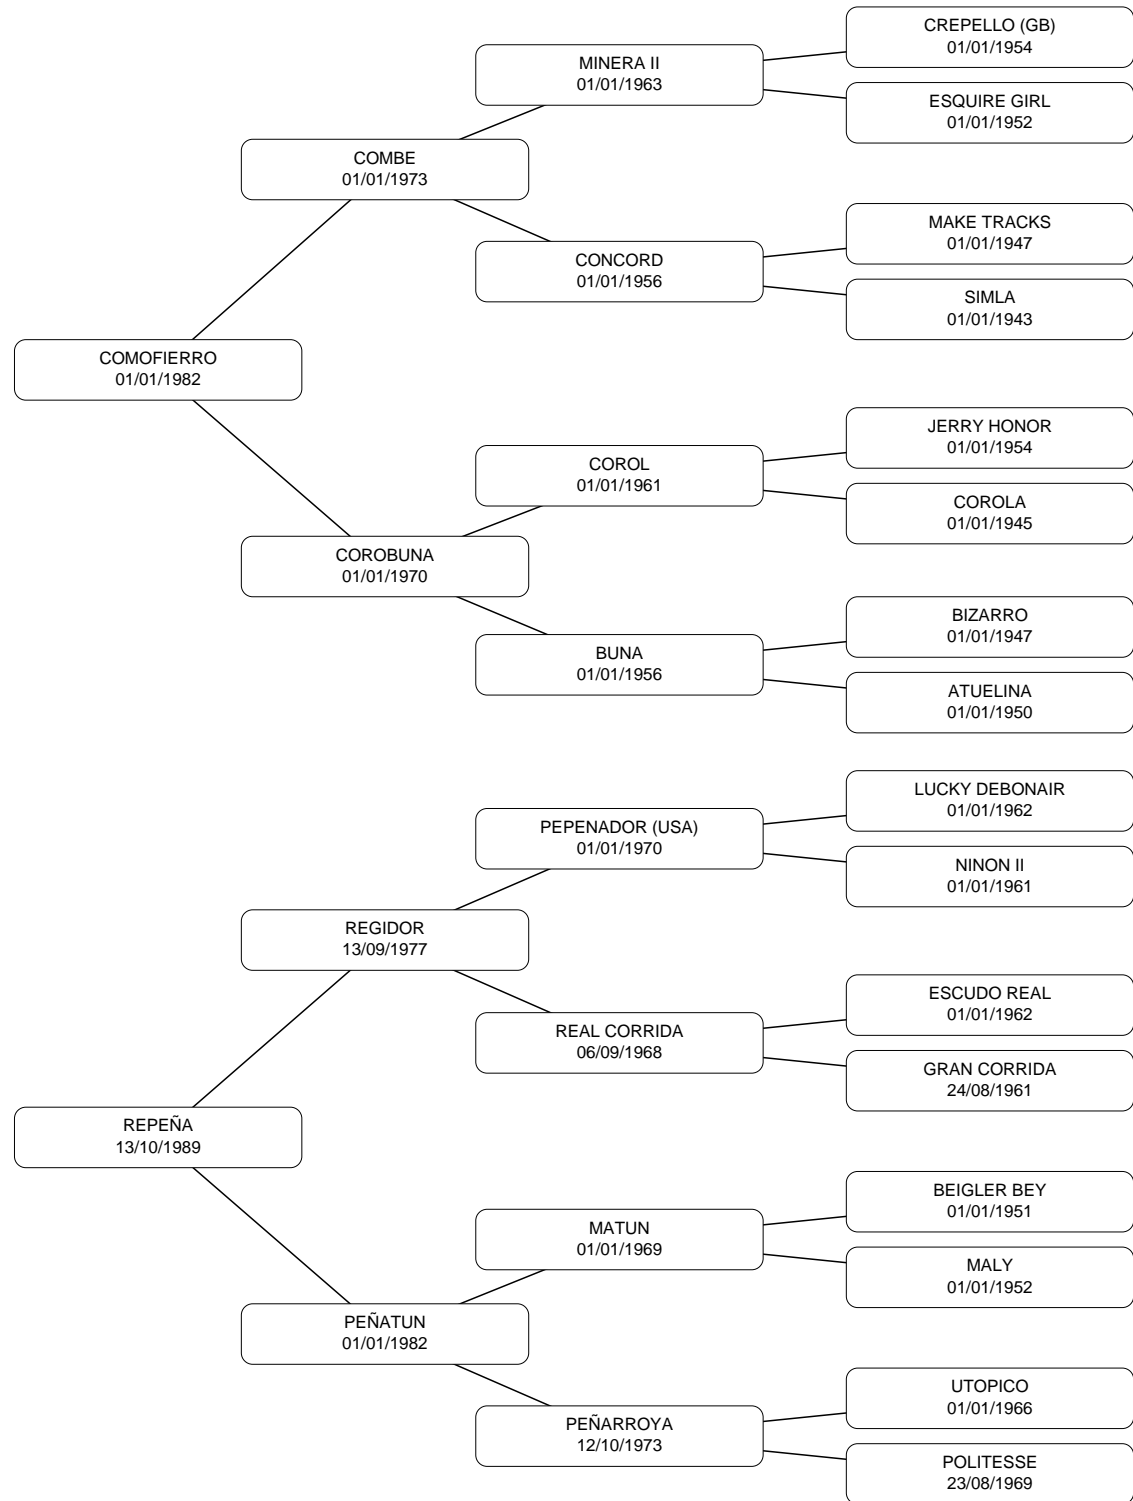 CREPELLO (GB)
01/01/1954
MINERA II
01/01/1963
ESQUIRE GIRL
01/01/1952
COMBE
01/01/1973
MAKE TRACKS
01/01/1947
CONCORD
01/01/1956
SIMLA
01/01/1943
COMOFIERRO
01/01/1982
JERRY HONOR
01/01/1954
COROL
01/01/1961
COROLA
01/01/1945
COROBUNA
01/01/1970
BIZARRO
01/01/1947
BUNA
01/01/1956
ATUELINA
01/01/1950
LUCKY DEBONAIR
01/01/1962
PEPENADOR (USA)
01/01/1970
NINON II
01/01/1961
REGIDOR
13/09/1977
ESCUDO REAL
01/01/1962
REAL CORRIDA
06/09/1968
GRAN CORRIDA
24/08/1961
REPEÑA
13/10/1989
BEIGLER BEY
01/01/1951
MATUN
01/01/1969
MALY
01/01/1952
PEÑATUN
01/01/1982
UTOPICO
01/01/1966
PEÑARROYA
12/10/1973
POLITESSE
23/08/1969